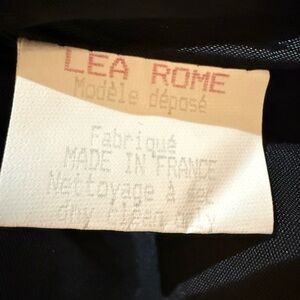 LEA ROME
Modèle déposé
Fabriqué
MADE IN FRANCE
Nettoyage à sec
dry clean only